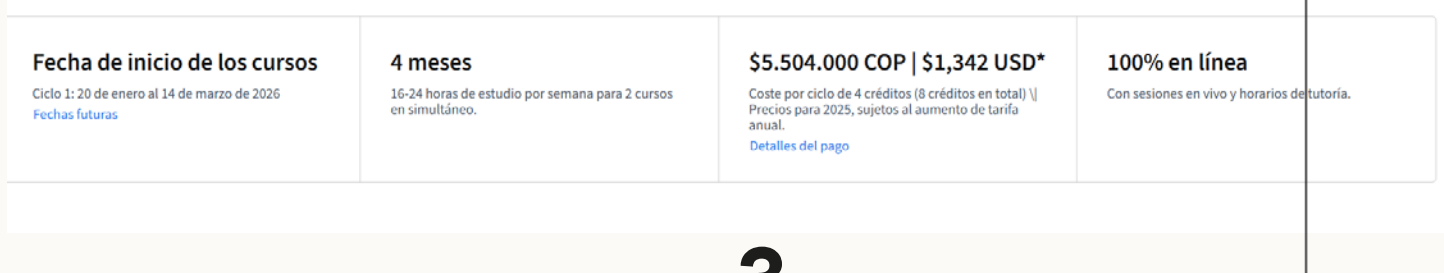 Fecha de inicio de los cursos
Ciclo 1: 20 de enero al 14 de marzo de 2026
Fechas futuras
4 meses
16-24 horas de estudio por semana para 2 cursos
en simultáneo.
$5.504.000 COP | $1,342 USD*
Coste por ciclo de 4 créditos (8 créditos en total) \|
Precios para 2025, sujetos al aumento de tarifa
anual.
Detalles del pago
100% en línea
Con sesiones en vivo y horarios de tutoría.